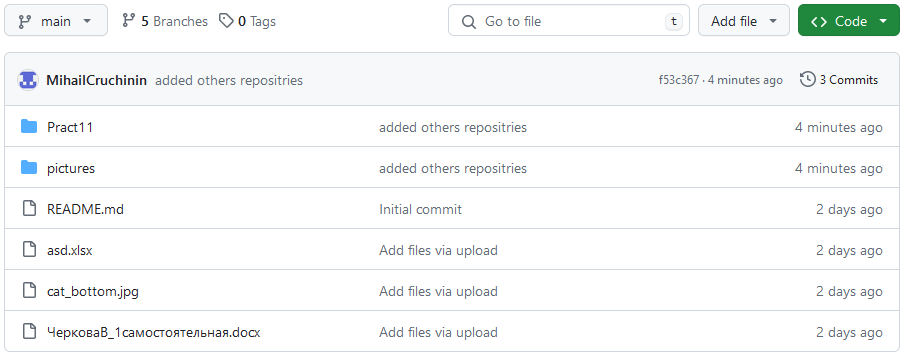 main 5 Branches 0 Tags Go to file t Add file Code
MihailCruchinin added others repositries f53c367 · 4 minutes ago 3 Commits
Pract11 added others repositries 4 minutes ago
pictures added others repositries 4 minutes ago
README.md Initial commit 2 days ago
asd.xlsx Add files via upload 2 days ago
cat_bottom.jpg Add files via upload 2 days ago
ЧерковаВ_1самостоятельная.docx Add files via upload 2 days ago